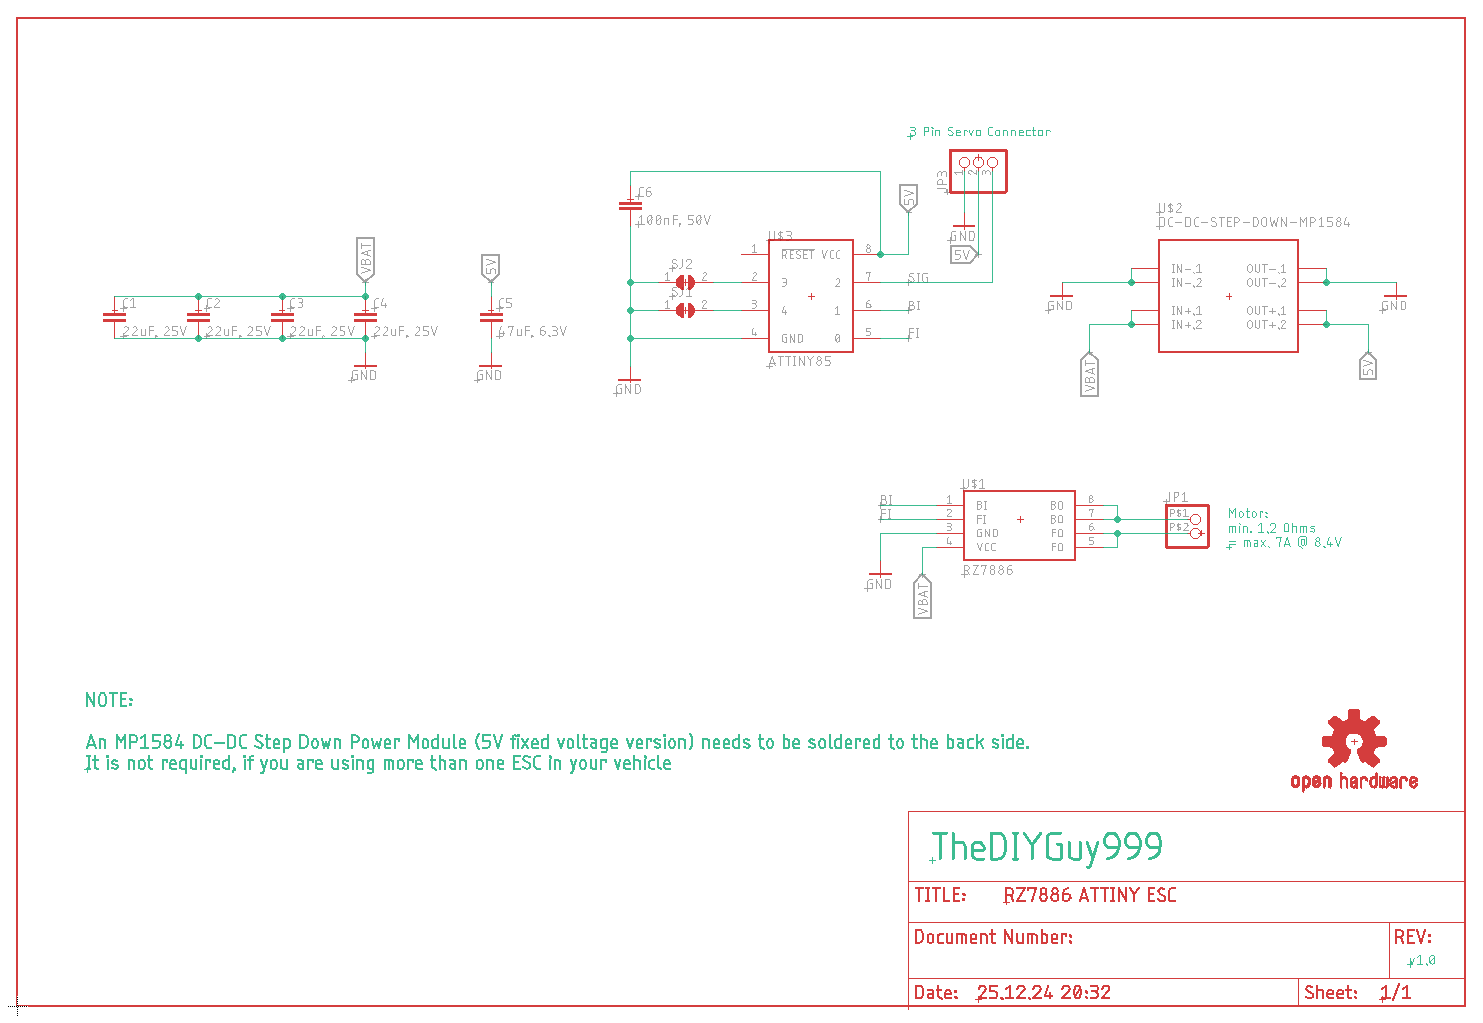 3 Pin Servo Connector
JP3
1 2 3
GND
5V
C6
100nF, 50V
5V
U$3
1 RESET VCC 8
2 3 2 7 SIG
3 4 1 6 BI
4 GND 0 5 FI
ATTINY85
1 SJ2 2
1 SJ1 2
GND
VBAT
C1 C2 C3 C4
22uF, 25V 22uF, 25V 22uF, 25V 22uF, 25V
GND
5V
C5
47uF, 6.3V
GND
U$2
DC-DC-STEP-DOWN-MP1584
IN-.1 OUT-.1
IN-.2 OUT-.2
IN+.1 OUT+.1
IN+.2 OUT+.2
GND GND
VBAT 5V
U$1
BI 1 BI BO 8
FI 2 FI BO 7
3 GND FO 6
4 VCC FO 5
RZ7886
GND
VBAT
JP1
P$1
P$2
Motor:
min. 1.2 Ohms
= max. 7A @ 8.4V
NOTE:
An MP1584 DC-DC Step Down Power Module (5V fixed voltage version) needs to be soldered to the back side.
It is not required, if you are using more than one ESC in your vehicle
open hardware
TheDIYGuy999
TITLE: RZ7886 ATTINY ESC
Document Number:
REV:
v1.0
Date: 25.12.24 20:32
Sheet: 1/1